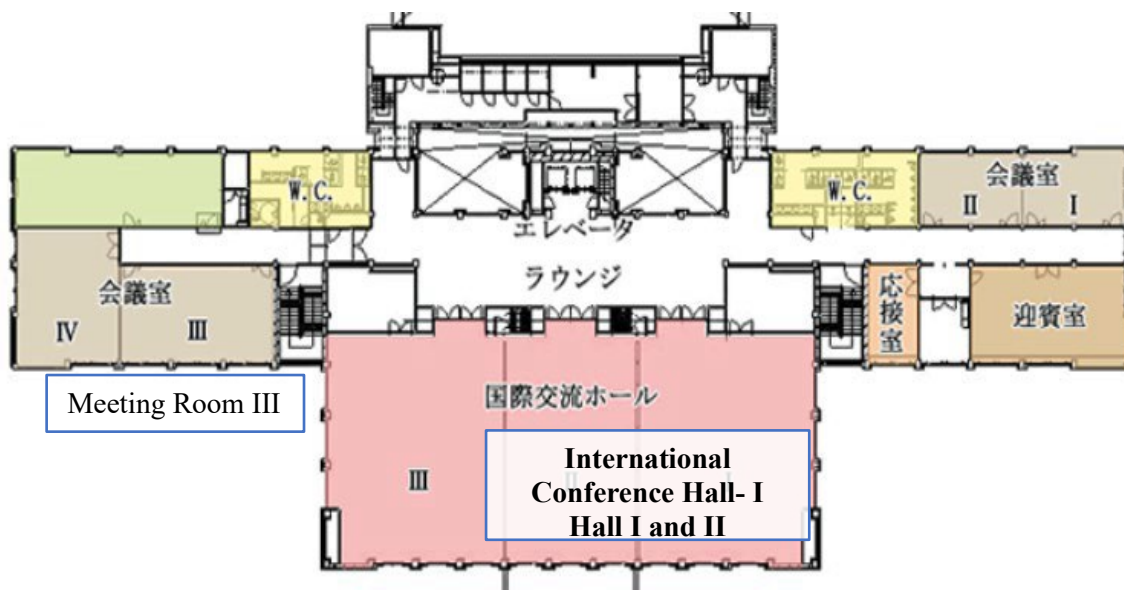 W.C.
エレベータ
ラウンジ
W.C.
会議室
II
I
会議室
IV
III
応接室
迎賓室
Meeting Room III
国際交流ホール
III
International
Conference Hall- I
Hall I and II